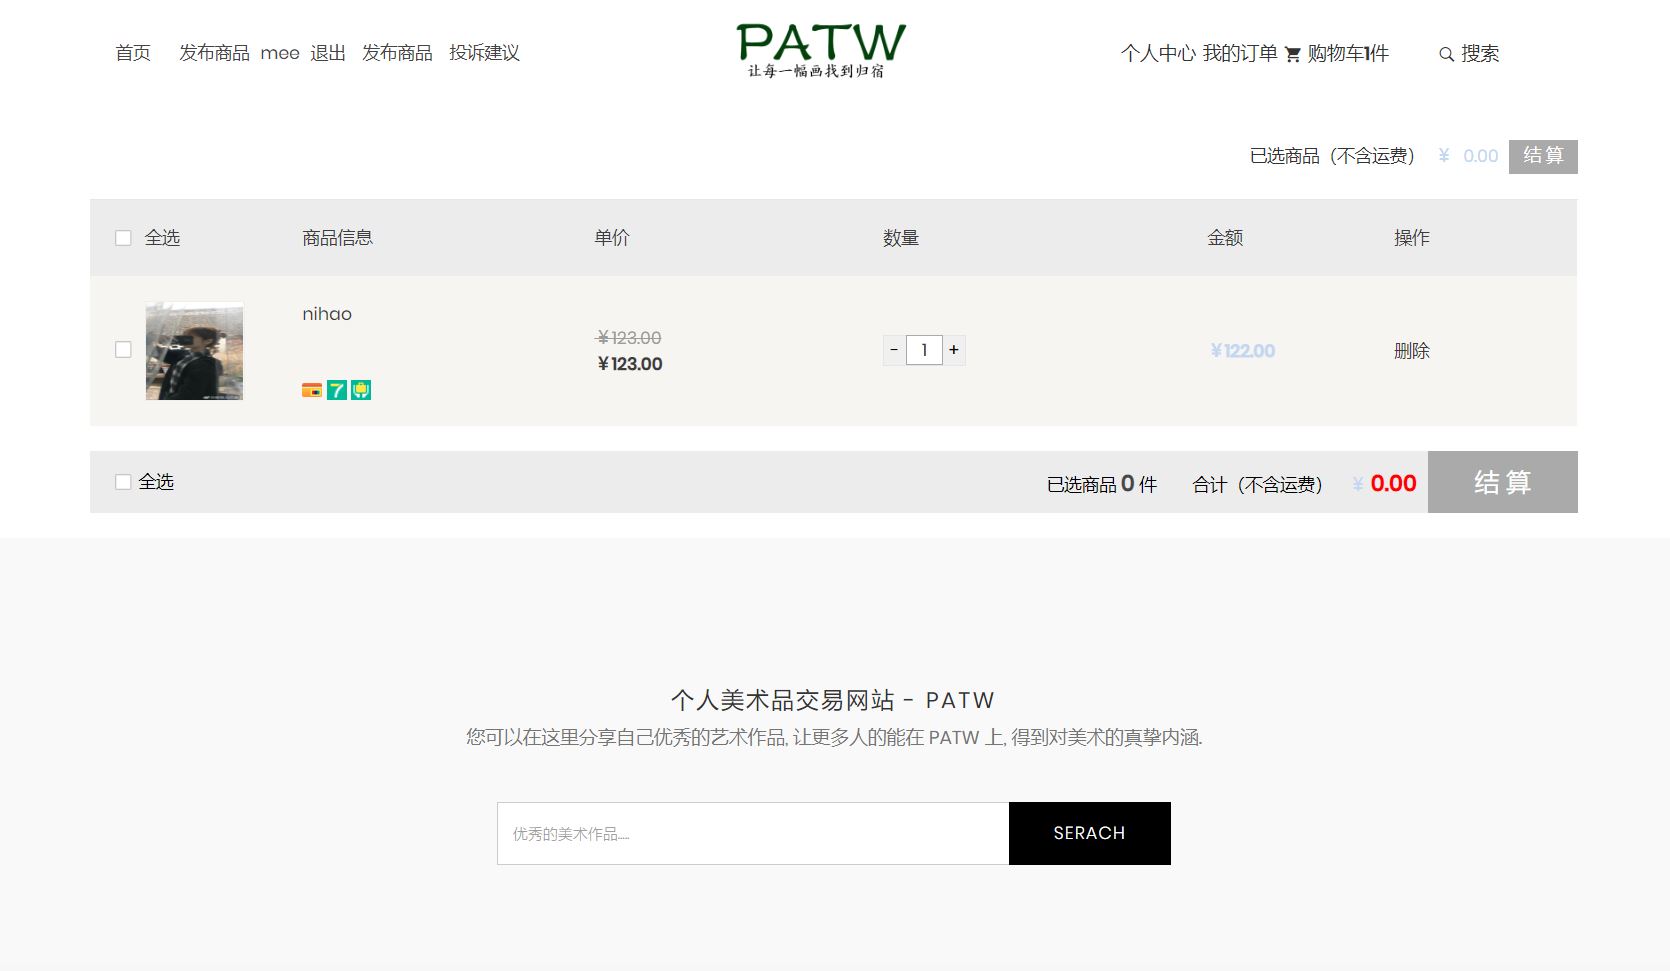 首页 发布商品 mee 退出 发布商品 投诉建议
PATW
让每一幅画找到归宿
个人中心 我的订单 购物车1件 搜索
已选商品（不含运费） ¥ 0.00 结算
全选 商品信息 单价 数量 金额 操作
nihao
¥123.00
¥123.00
- 1 +
¥122.00
删除
7
全选 已选商品 0 件 合计（不含运费） ¥ 0.00 结算
个人美术品交易网站 - PATW
您可以在这里分享自己优秀的艺术作品, 让更多人的能在 PATW 上, 得到对美术的真挚内涵.
优秀的美术作品.... SERACH